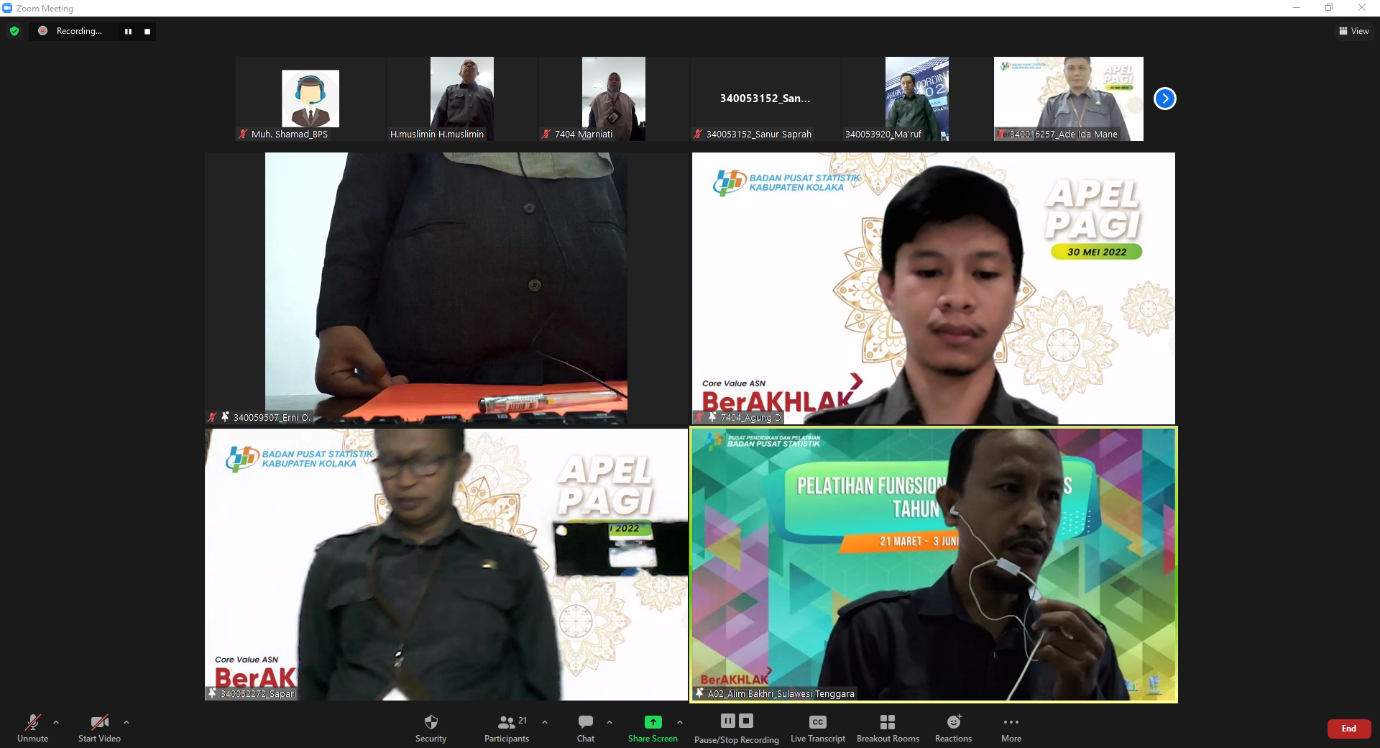 Zoom Meeting
Recording...
View
340053152_San...
Muh. Shamad_BPS
H.muslimin H.muslimin
7404 Marniati
340053152_Sanur Saprah
340053920_Ma'ruf
APEL
PAGI
340016257_Ade Ida Mane
340059507_Erni O.
BADAN PUSAT STATISTIK
KABUPATEN KOLAKA
APEL
PAGI
30 MEI 2022
Core Value ASN
BerAKHLAK
7404_Agung D
BADAN PUSAT STATISTIK
KABUPATEN KOLAKA
APEL
PAGI
I 2022
Core Value ASN
BerAKHL
340052272_Sapari
PUSAT PENDIDIKAN DAN PELATIHAN
BADAN PUSAT STATISTIK
PELATIHAN FUNGSION S
TAHUN
21 MARET - 3 JUNI
BerAKHLAK
A02_Alim Bakhri_Sulawesi Tenggara
Unmute
Start Video
Security
Participants
21
Chat
Share Screen
Pause/Stop Recording
CC
Live Transcript
Breakout Rooms
Reactions
More
End